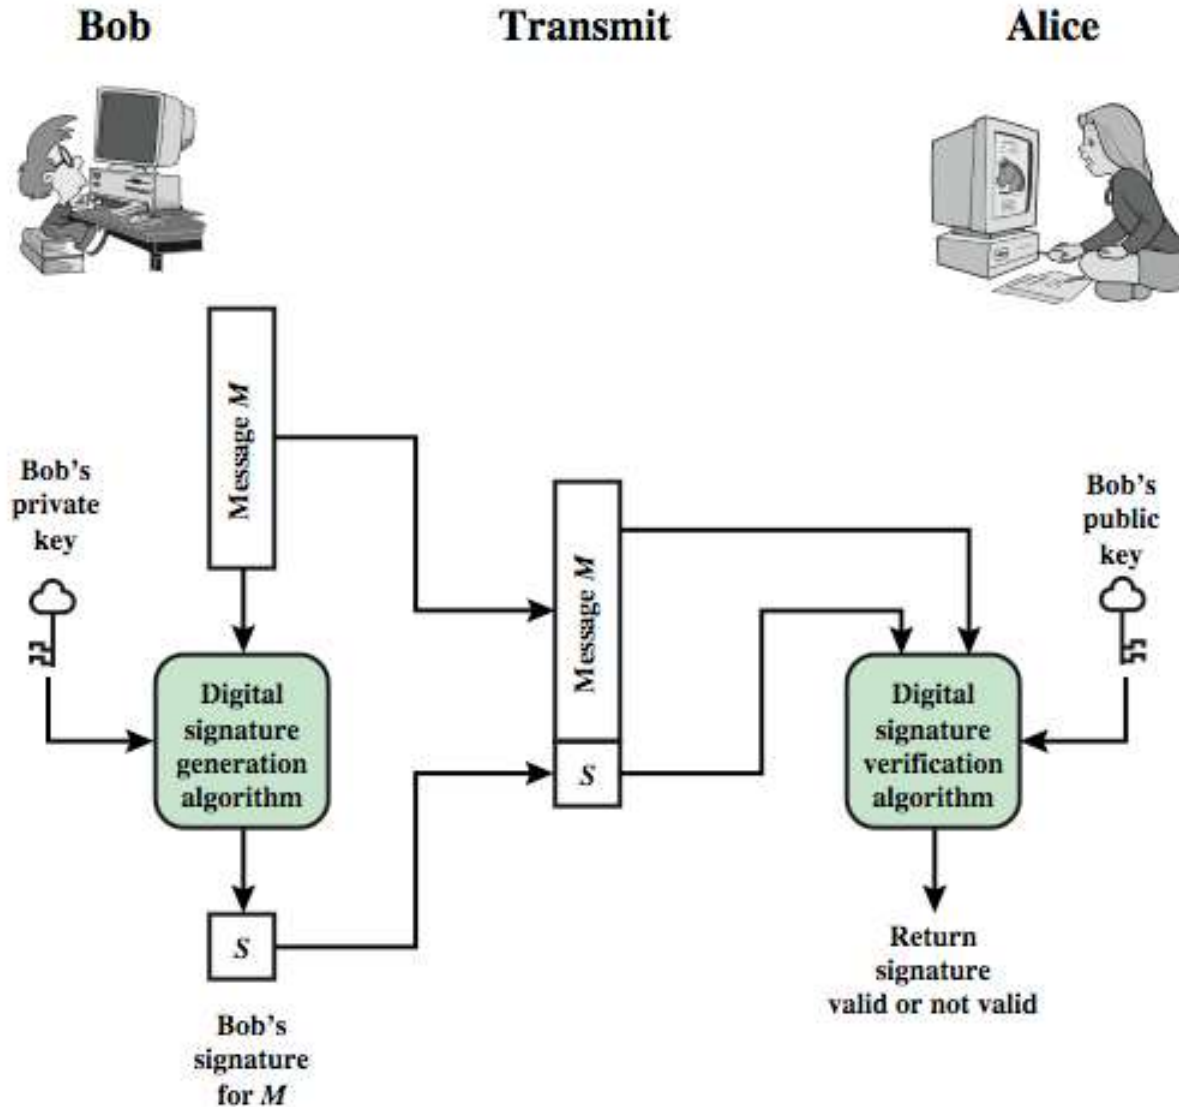 Bob
Transmit
Alice
Message M
Bob's
private
key
Message M
Bob's
public
key
Digital
signature
generation
algorithm
S
Digital
signature
verification
algorithm
S
Bob's
signature
for M
Return
signature
valid or not valid